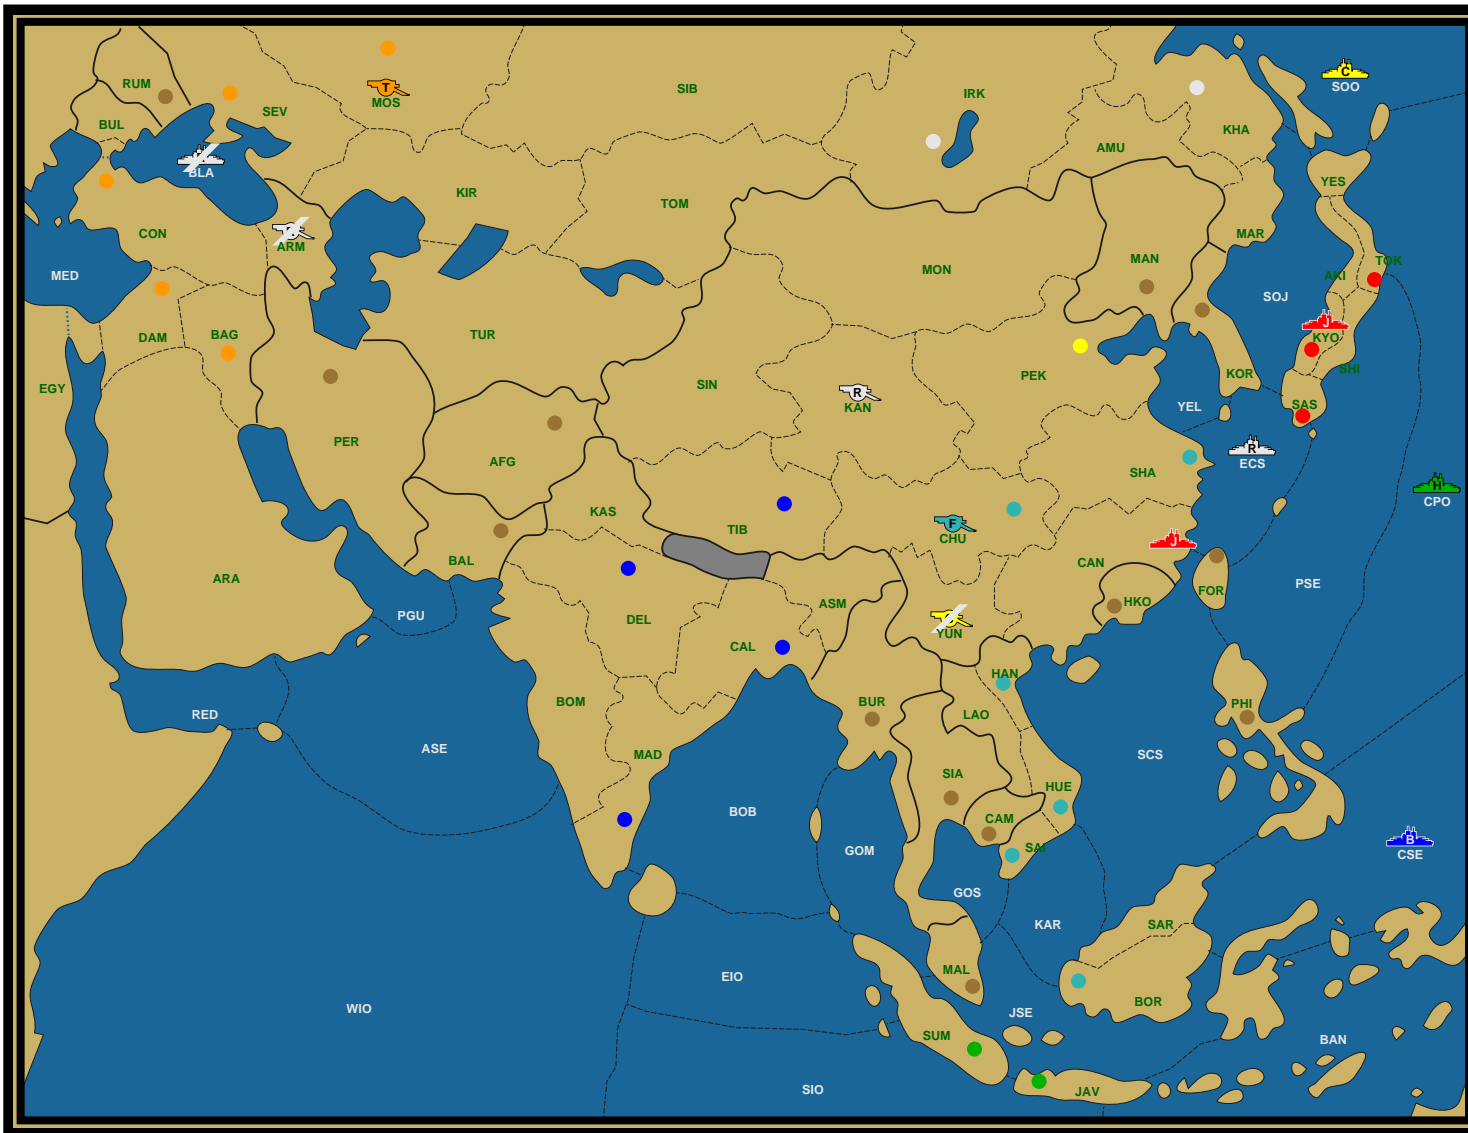 C
SOO
RUM
SEV
T
MOS
SIB
IRK
BUL
KHA
AMU
BLA
YES
KIR
TOM
CON
ARM
MAR
MED
MON
MAN
TOK
AKI
SOJ
DAM
BAG
TUR
J
KYO
EGY
SIN
R
KAN
PEK
KOR
SHI
PER
YEL
SAS
AFG
SHA
R
ECS
H
CPO
KAS
TIB
F
CHU
J
BAL
CAN
ARA
PSE
FOR
PGU
DEL
ASM
HKO
YUN
CAL
HAN
BOM
BUR
PHI
RED
LAO
ASE
MAD
SCS
SIA
HUE
BOB
CAM
GOM
SAI
B
CSE
GOS
KAR
SAR
EIO
MAL
WIO
JSE
BOR
SUM
BAN
SIO
JAV